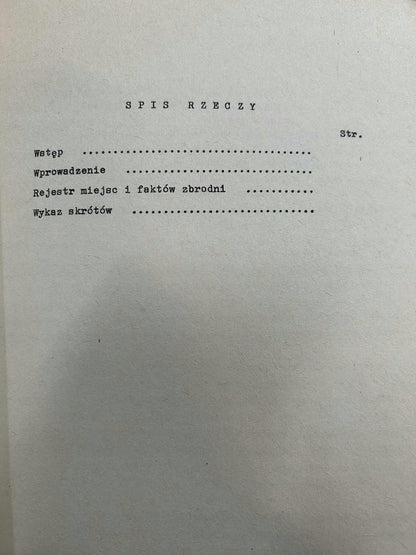 SPIS RZECZY
Str.
Wstęp ......................................
Wprowadzenie ...............................
Rejestr miejsc i faktów zbrodni ...........
Wykaz skrótów ..............................